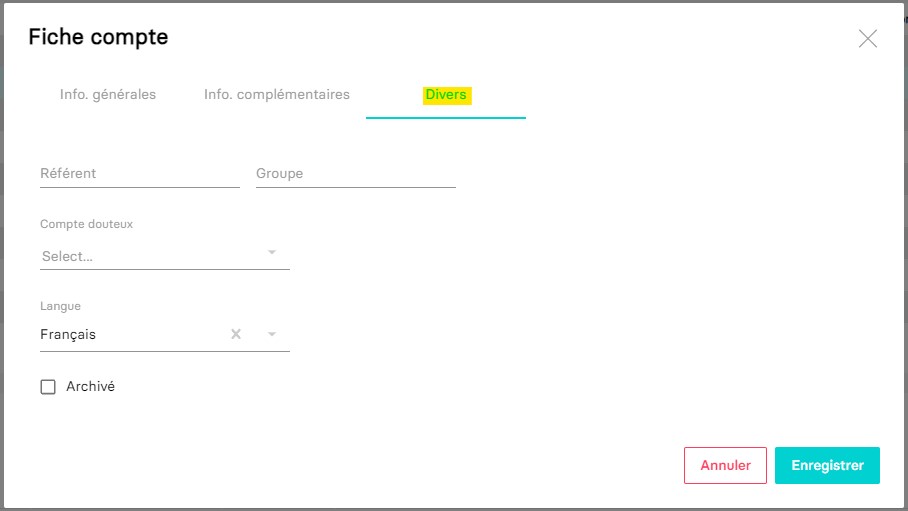 Fiche compte
Info. générales Info. complémentaires Divers
Référent Groupe
Compte douteux
Select...
Langue
Français
Archivé
Annuler Enregistrer